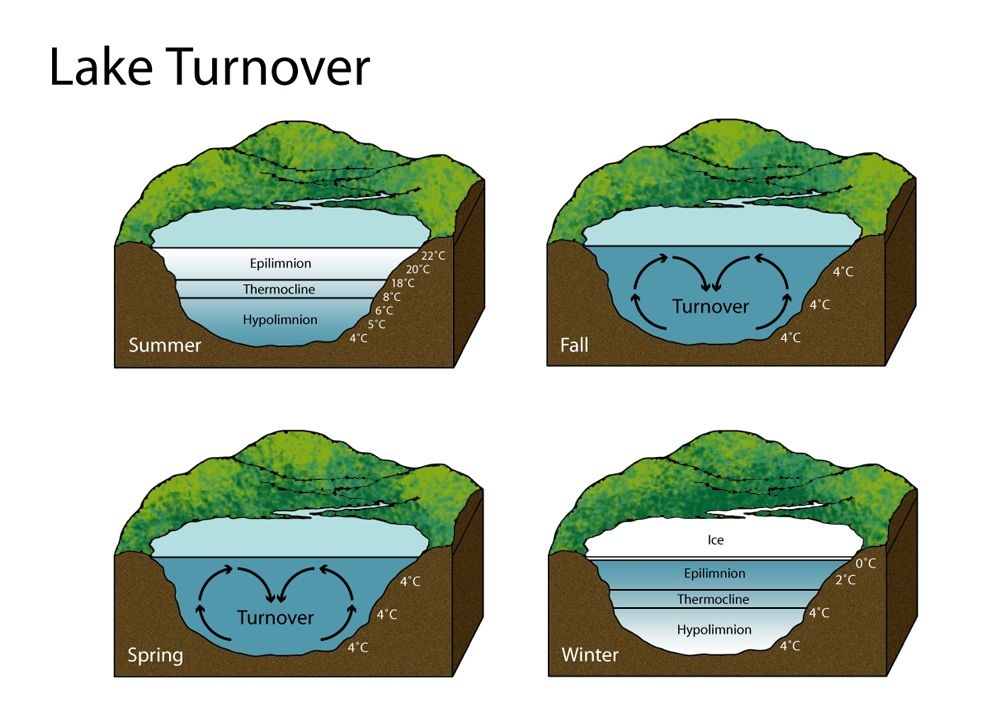 Lake Turnover
Epilimnion
Thermocline
Hypolimnion
22˚C
20˚C
18˚C
8˚C
6˚C
5˚C
4˚C
Summer
Turnover
4˚C
4˚C
4˚C
Fall
Turnover
4˚C
4˚C
4˚C
Spring
Ice
Epilimnion
Thermocline
Hypolimnion
0˚C
2˚C
4˚C
4˚C
Winter